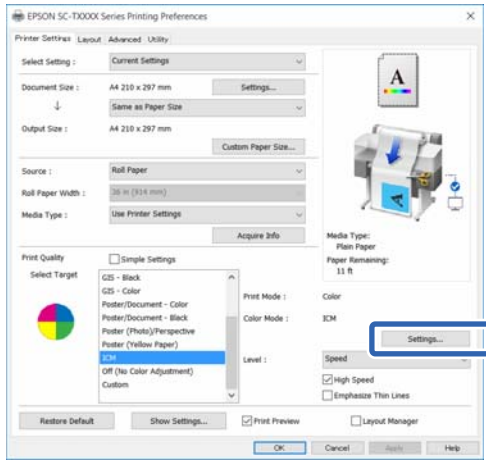 EPSON SC-TXXXX Series Printing Preferences
Printer Settings Layout Advanced Utility
Select Setting : Current Settings
Document Size : A4 210 x 297 mm Settings...
Same as Paper Size
Output Size : A4 210 x 297 mm
Custom Paper Size...
Source : Roll Paper
Roll Paper Width : 36 in (914 mm)
Media Type : Use Printer Settings
Acquire Info
A
Media Type:
Plain Paper
Paper Remaining:
11 ft
Print Quality Simple Settings
Select Target
GIS - Black
GIS - Color
Poster/Document - Color
Poster/Document - Black
Poster (Photo)/Perspective
Poster (Yellow Paper)
ICM
Off (No Color Adjustment)
Custom
Print Mode : Color
Color Mode : ICM
Settings...
Level : Speed
High Speed
Emphasize Thin Lines
Restore Default Show Settings... Print Preview Layout Manager
OK Cancel Apply Help